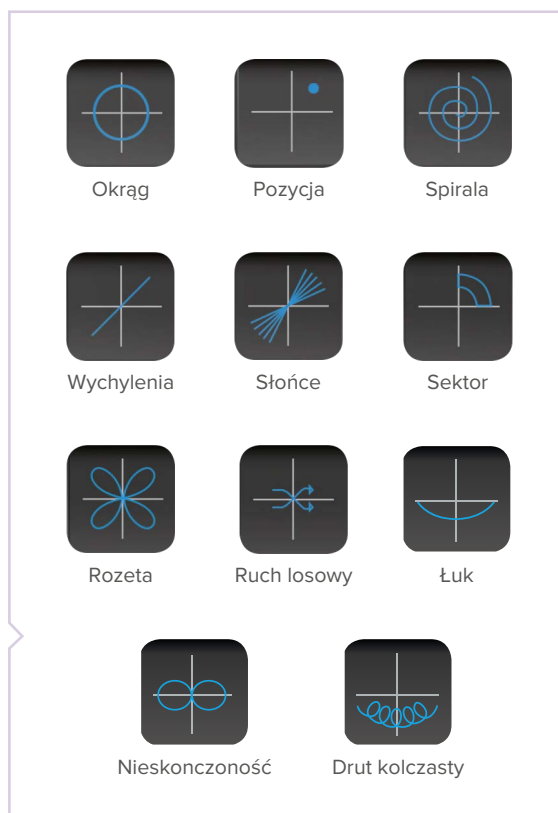 Okrąg Pozycja Spirala
Wychylenia Słońce Sektor
Rozeta Ruch losowy Łuk
Nieskonczoność Drut kolczasty